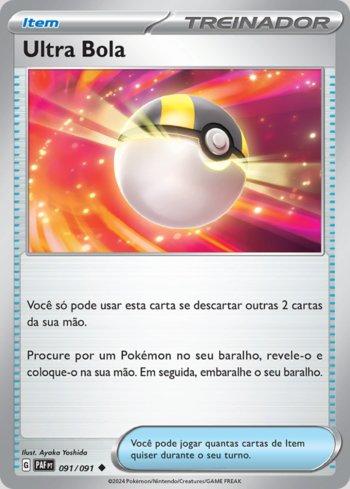 Item
TREINADOR
Ultra Bola
Você só pode usar esta carta se descartar outras 2 cartas
da sua mão.
Procure por um Pokémon no seu baralho, revele-o e
coloque-o na sua mão. Em seguida, embaralhe o seu baralho.
Ilust. Ayaka Yoshida
G PAF PT 091/091 ◆
Você pode jogar quantas cartas de Item
quiser durante o seu turno.
©2024 Pokémon/Nintendo/Creatures/GAME FREAK